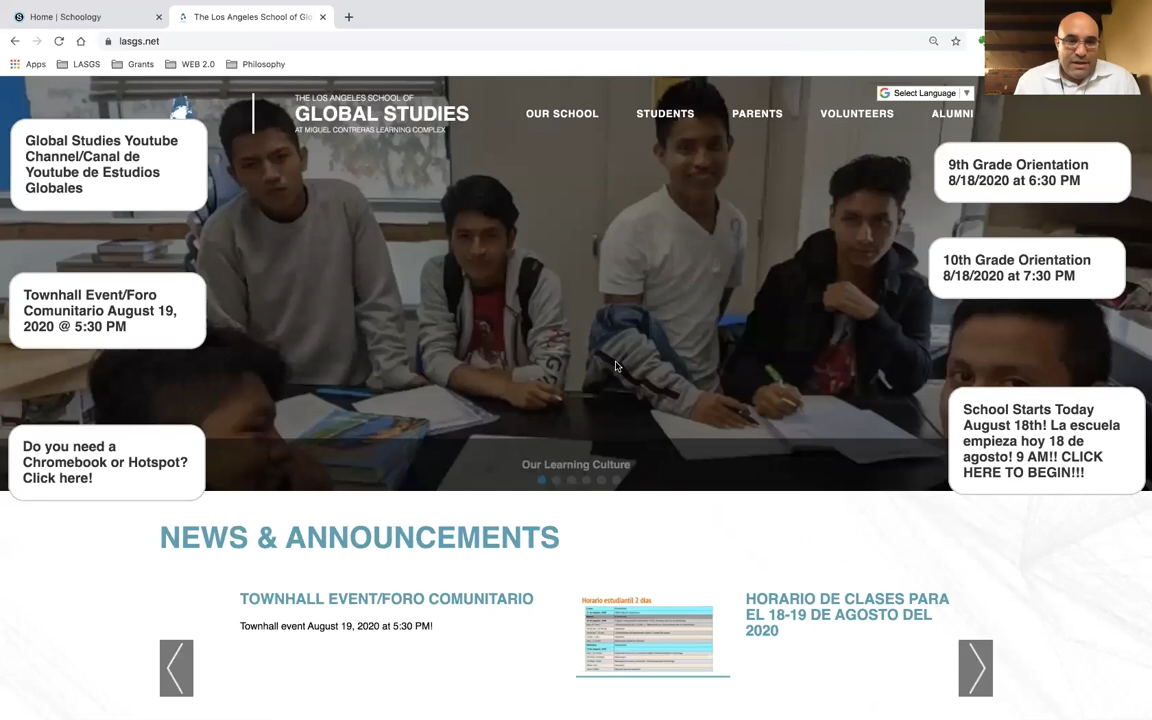 Home | Schoology
The Los Angeles School of Glo
lasgs.net
Apps
LASGS
Grants
WEB 2.0
Philosophy
Select Language
THE LOS ANGELES SCHOOL OF
GLOBAL STUDIES
AT MIGUEL CONTRERAS LEARNING COMPLEX
OUR SCHOOL
STUDENTS
PARENTS
VOLUNTEERS
ALUMNI
Global Studies Youtube
Channel/Canal de
Youtube de Estudios
Globales
9th Grade Orientation
8/18/2020 at 6:30 PM
10th Grade Orientation
8/18/2020 at 7:30 PM
Townhall Event/Foro
Comunitario August 19,
2020 @ 5:30 PM
School Starts Today
August 18th! La escuela
empieza hoy 18 de
agosto! 9 AM!! CLICK
HERE TO BEGIN!!!
Do you need a
Chromebook or Hotspot?
Click here!
Our Learning Culture
NEWS & ANNOUNCEMENTS
TOWNHALL EVENT/FORO COMUNITARIO
Townhall event August 19, 2020 at 5:30 PM!
Horario estudiantil 2 dias
HORARIO DE CLASES PARA
EL 18-19 DE AGOSTO DEL
2020